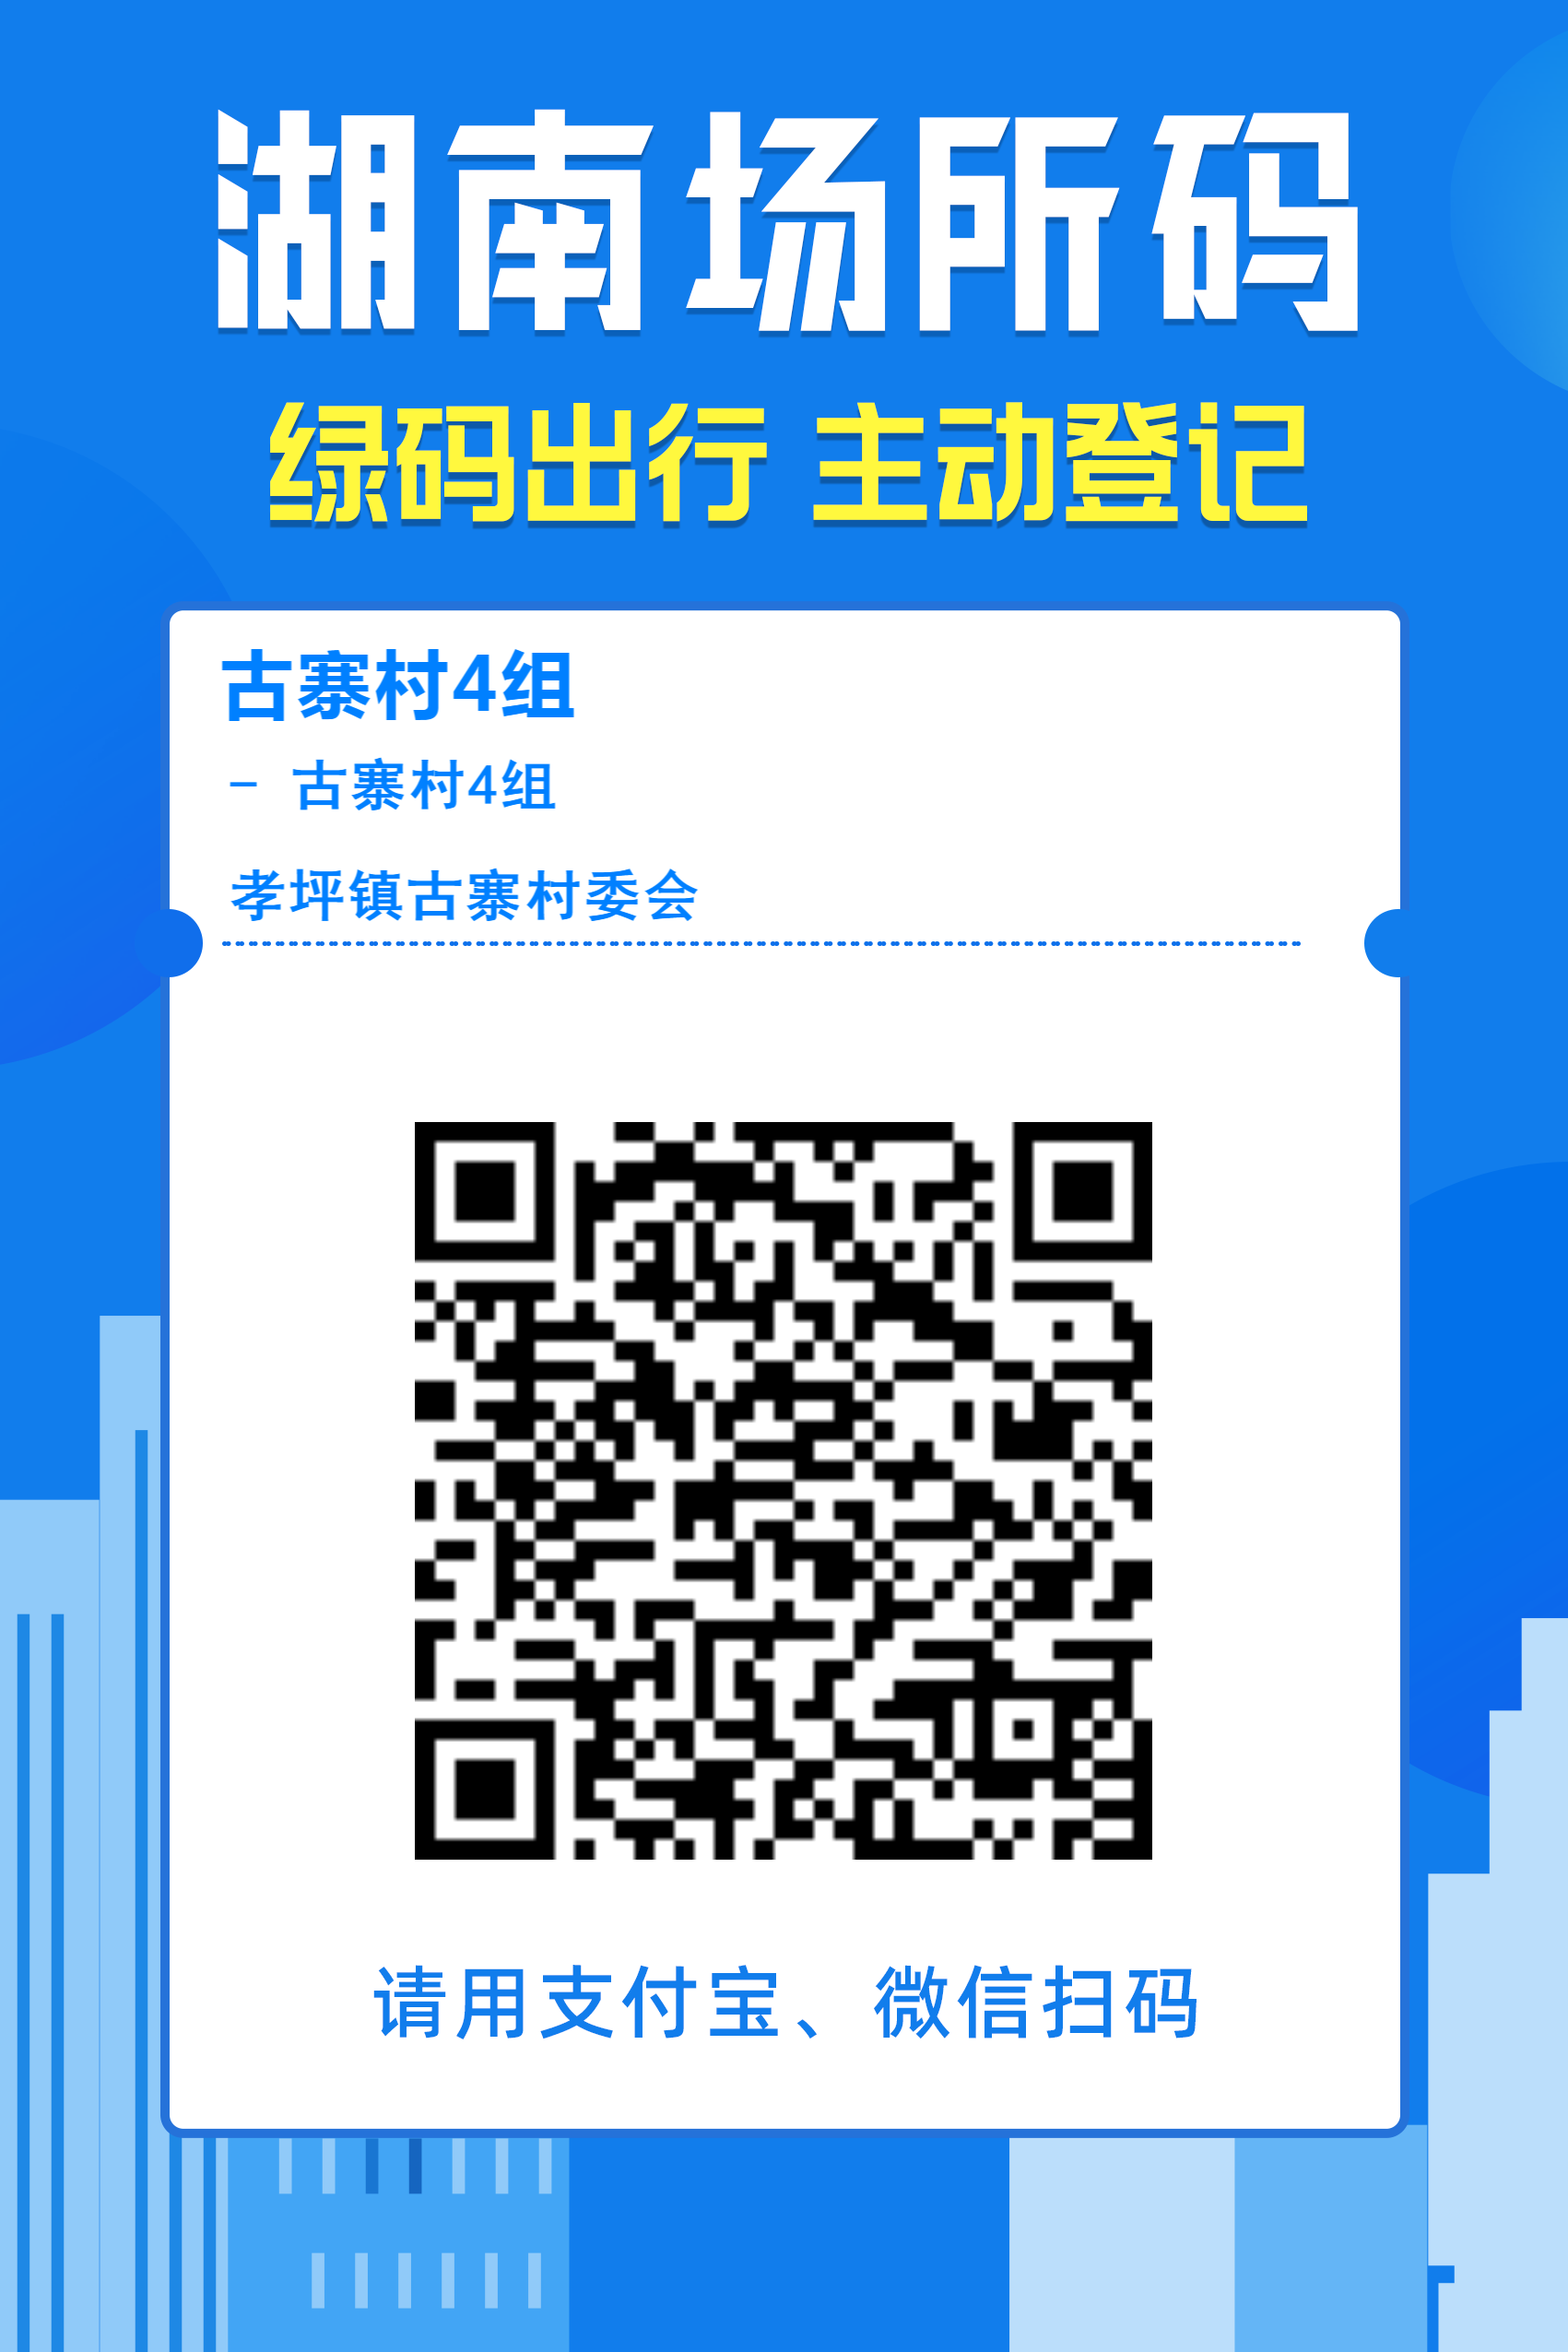 湖南场所码
绿码出行 主动登记
古寨村4组
– 古寨村4组
孝坪镇古寨村委会
请用支付宝、微信扫码